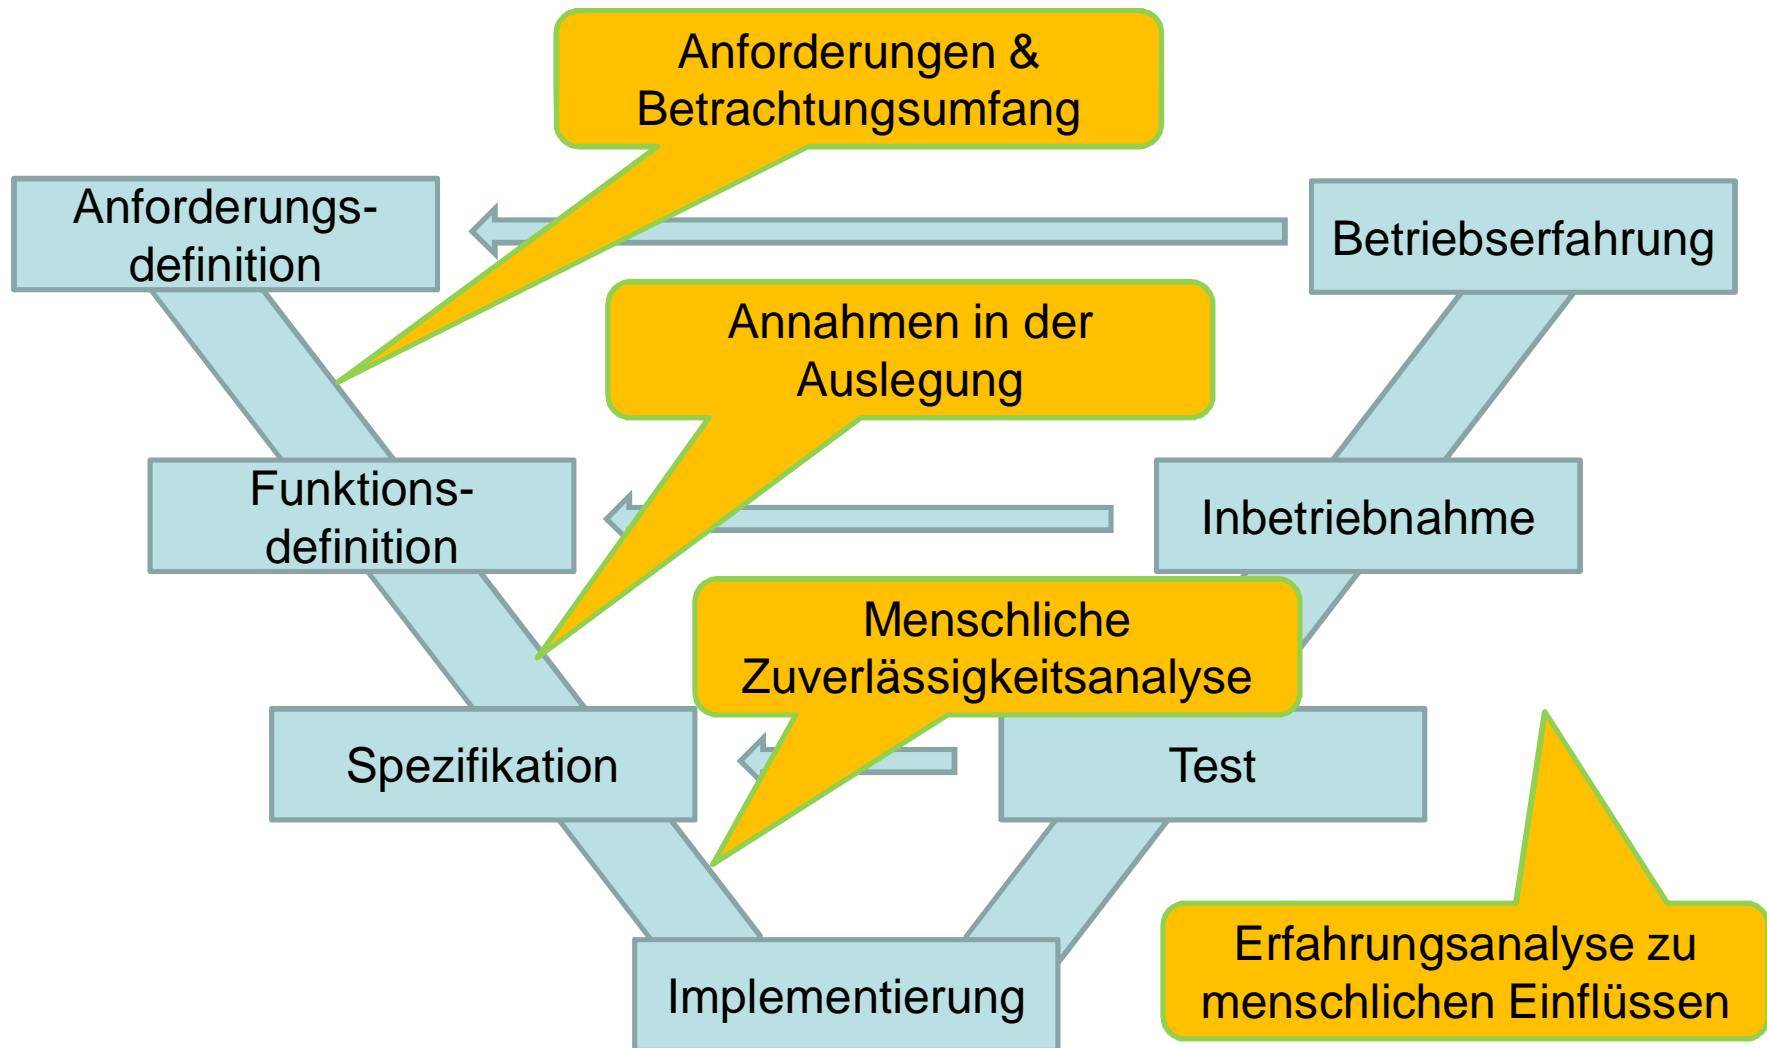 Anforderungen &
Betrachtungsumfang
Anforderungs-
definition
Betriebserfahrung
Annahmen in der
Auslegung
Funktions-
definition
Inbetriebnahme
Menschliche
Zuverlässigkeitsanalyse
Spezifikation
Test
Erfahrungsanalyse zu
menschlichen Einflüssen
Implementierung